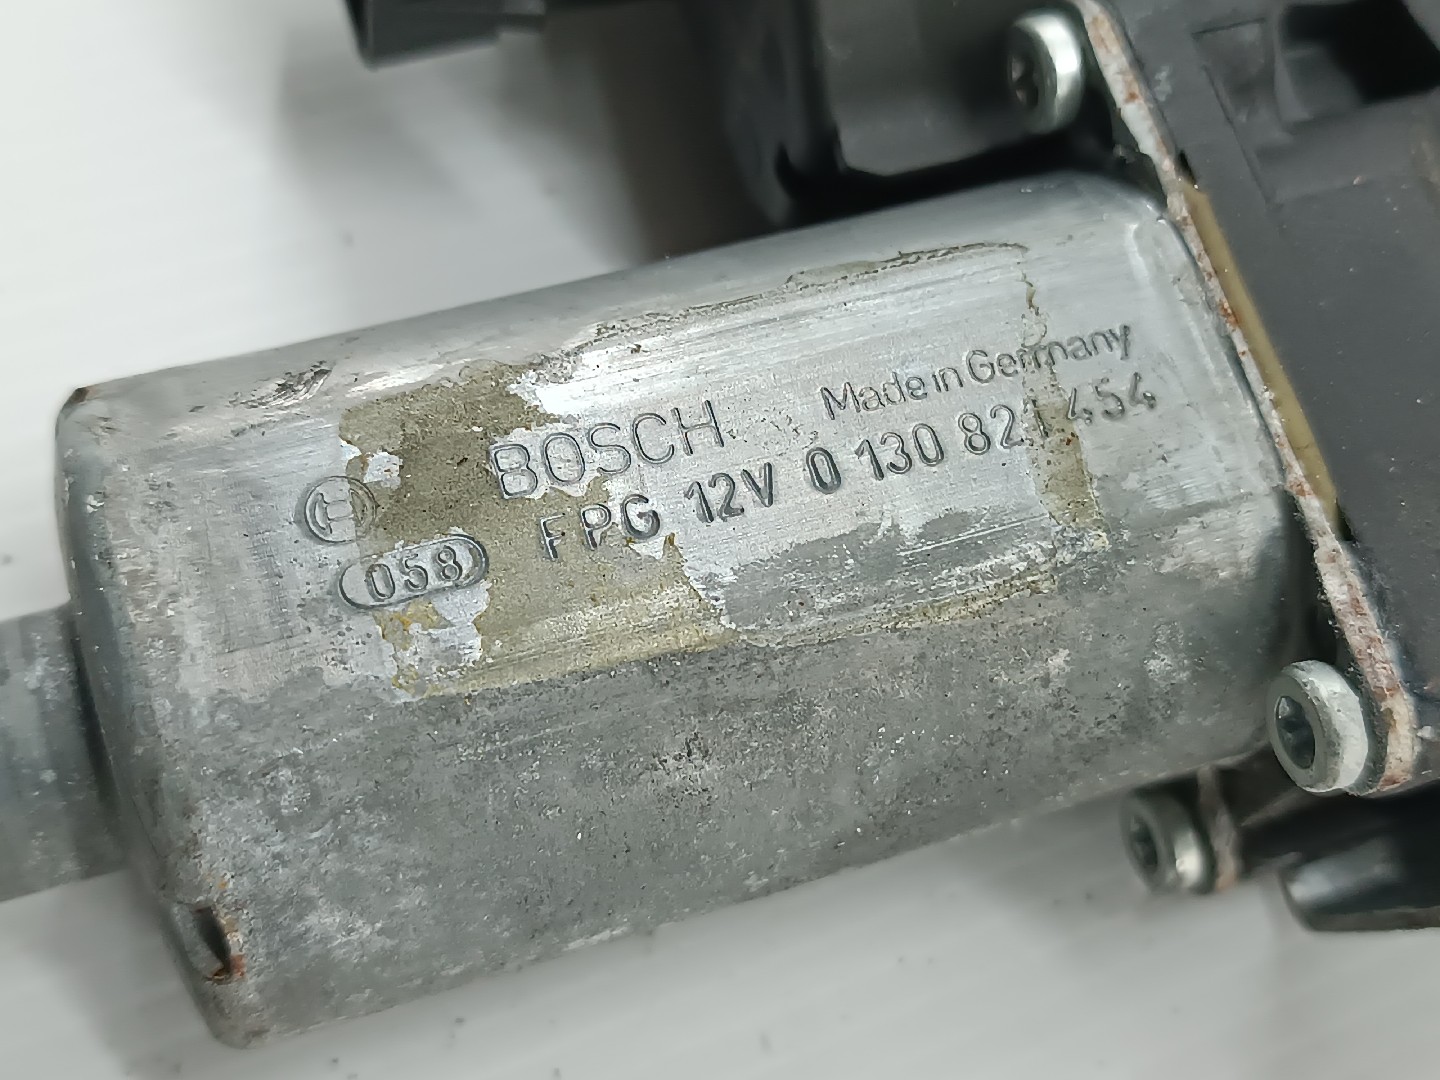 BOSCH Made in Germany
FPG 12V 0 130 821 454
058